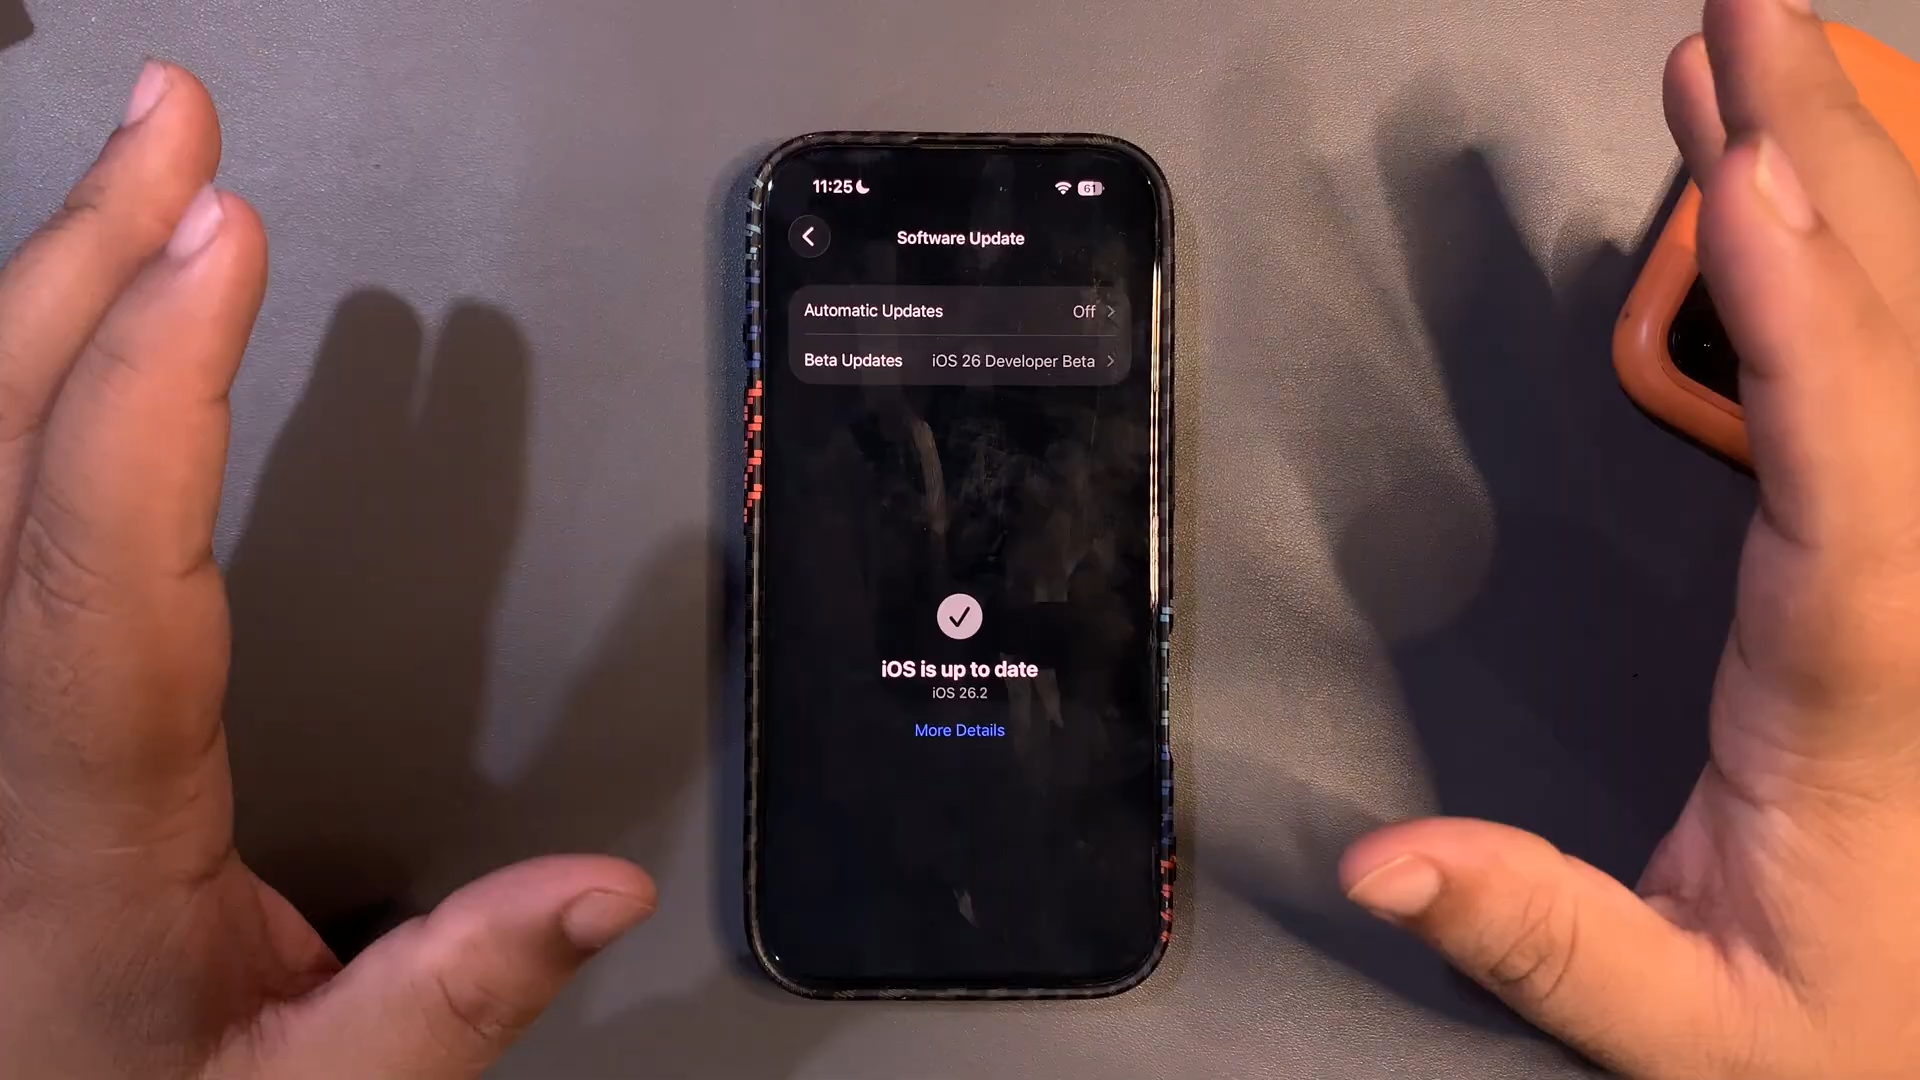 11:25
61
Software Update
Automatic Updates Off
Beta Updates iOS 26 Developer Beta
iOS is up to date
iOS 26.2
More Details